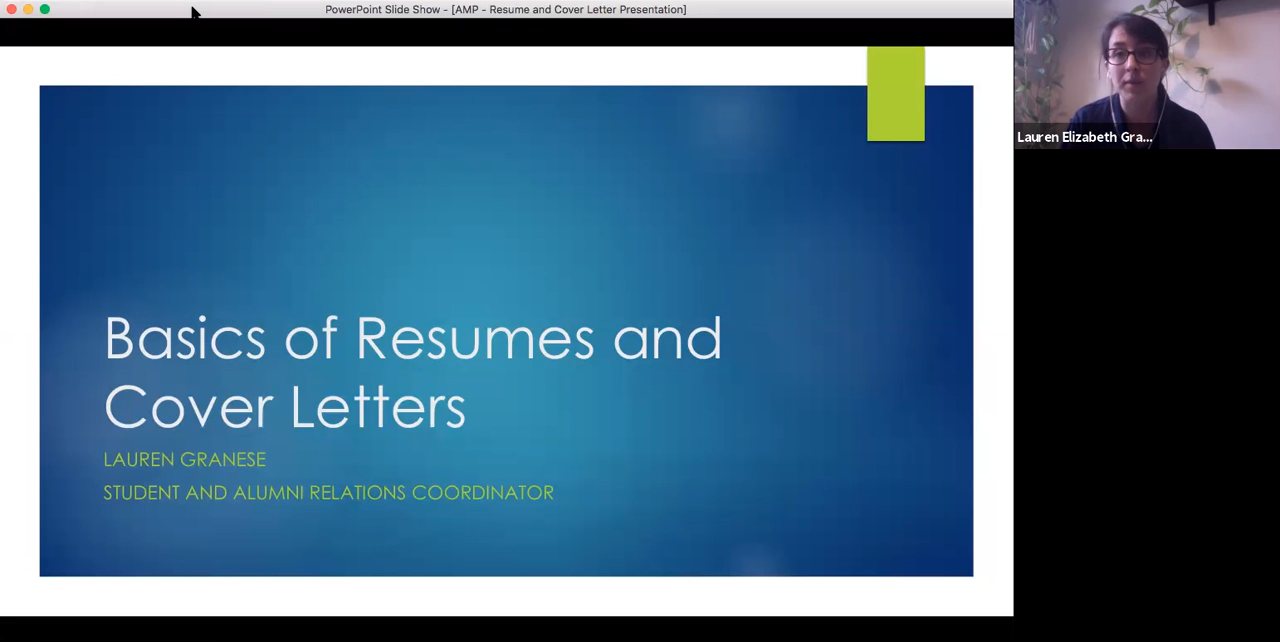 PowerPoint Slide Show - [AMP - Resume and Cover Letter Presentation]
Lauren Elizabeth Gra...
Basics of Resumes and
Cover Letters
LAUREN GRANESE
STUDENT AND ALUMNI RELATIONS COORDINATOR